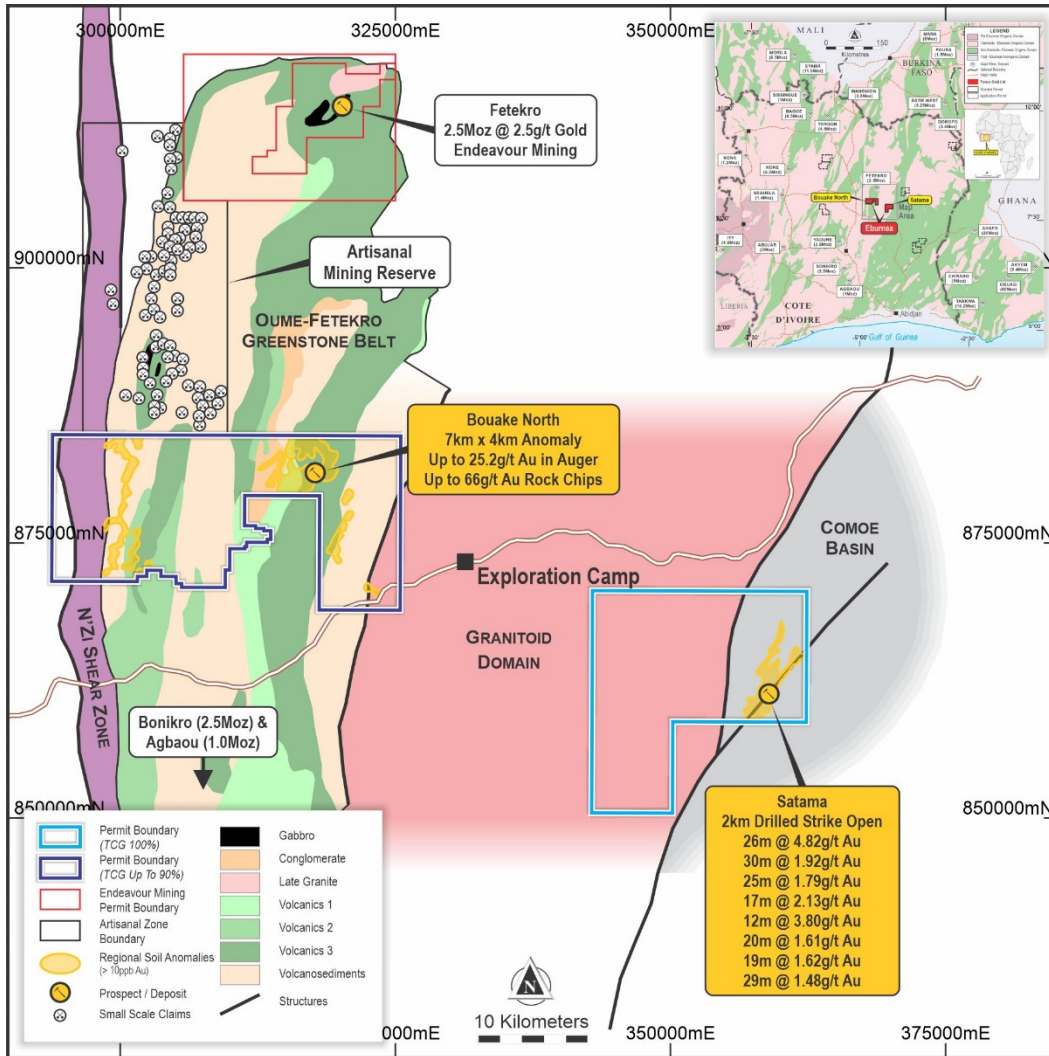 300000mE
325000mE
350000mE
Fetekro
2.5Moz @ 2.5g/t Gold
Endeavour Mining
900000mN
Artisanal
Mining Reserve
OUME-FETEKRO
GREENSTONE BELT
MALI
BURKINA
FASO
150
Kilometres
LEGEND
Bouake North
Satama
Map
Area
Eburnea
GHANA
LIBERIA
COTE
D'IVOIRE
Abidjan
Gulf of Guinea
Bouake North
7km x 4km Anomaly
Up to 25.2g/t Au in Auger
Up to 66g/t Au Rock Chips
875000mN
875000mN
COMOE
BASIN
Exploration Camp
GRANITOID
DOMAIN
N'ZI SHEAR ZONE
Bonikro (2.5Moz) &
Agbaou (1.0Moz)
850000mN
850000mN
Satama
2km Drilled Strike Open
26m @ 4.82g/t Au
30m @ 1.92g/t Au
25m @ 1.79g/t Au
17m @ 2.13g/t Au
12m @ 3.80g/t Au
20m @ 1.61g/t Au
19m @ 1.62g/t Au
29m @ 1.48g/t Au
Permit Boundary
(TCG 100%)
Permit Boundary
(TCG Up To 90%)
Endeavour Mining
Permit Boundary
Artisanal Zone
Boundary
Regional Soil Anomalies
(> 10ppb Au)
Prospect / Deposit
Small Scale Claims
Gabbro
Conglomerate
Late Granite
Volcanics 1
Volcanics 2
Volcanics 3
Volcanosediments
Structures
N
10 Kilometers
000mE
350000mE
375000mE